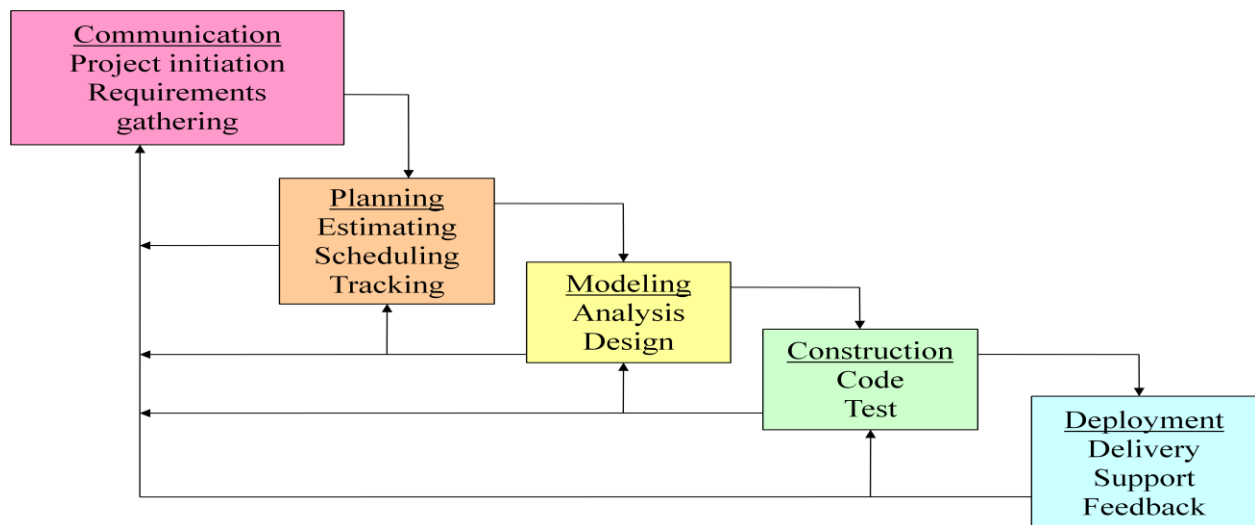 Communication
Project initiation
Requirements
gathering
Planning
Estimating
Scheduling
Tracking
Modeling
Analysis
Design
Construction
Code
Test
Deployment
Delivery
Support
Feedback